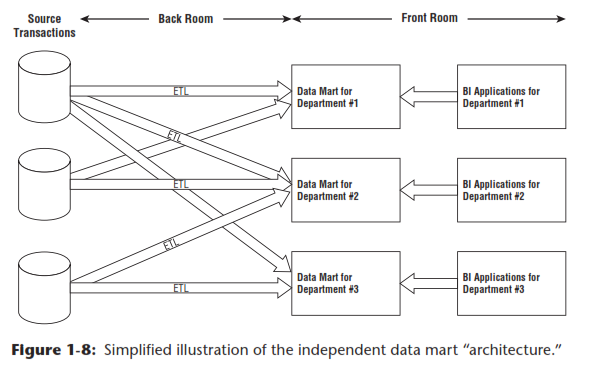 Source
Transactions
Back Room
Front Room
ETL
Data Mart for
Department #1
BI Applications for
Department #1
ETL
ETL
Data Mart for
Department #2
BI Applications for
Department #2
ETL
ETL
Data Mart for
Department #3
BI Applications for
Department #3
Figure 1-8: Simplified illustration of the independent data mart “architecture.”